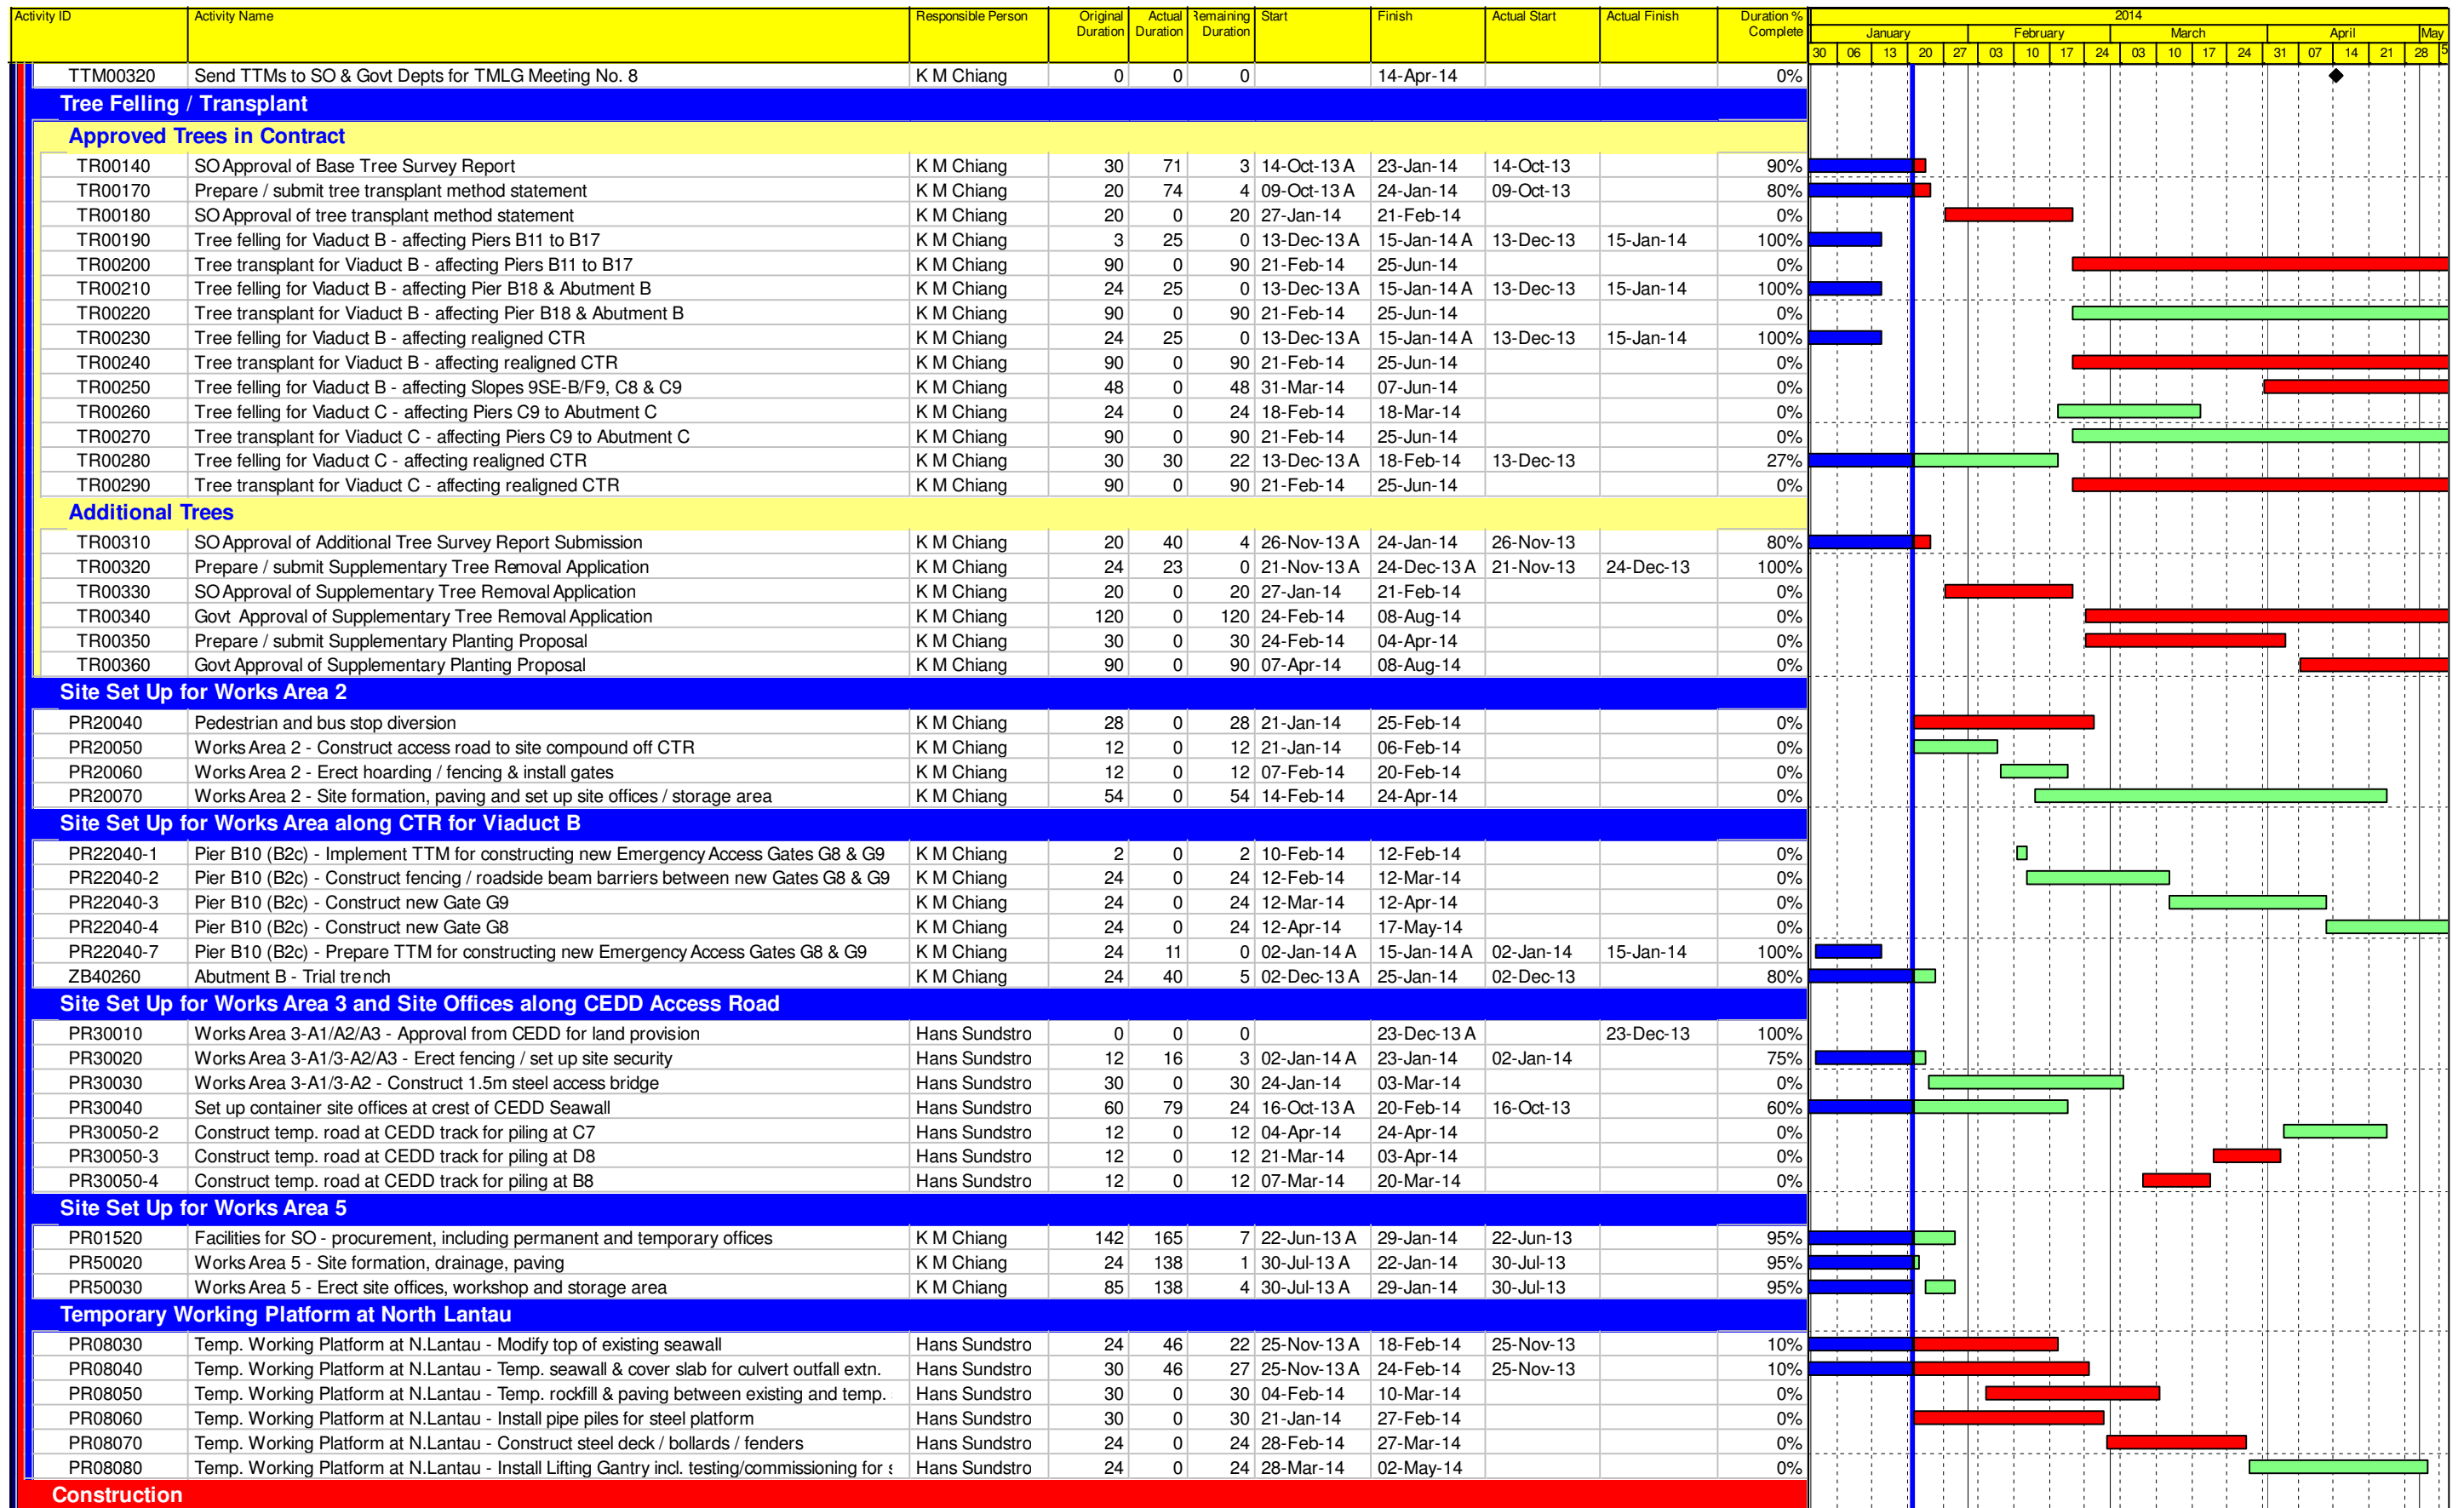 Activity ID Activity Name Responsible Person Original Duration Actual Duration Remaining Duration Start Finish Actual Start Actual Finish Duration % Complete 2014
January February March April May
30 06 13 20 27 03 10 17 24 03 10 17 24 31 07 14 21 28 5
TTM00320 Send TTMs to SO & Govt Depts for TMLG Meeting No. 8 K M Chiang 0 0 0 14-Apr-14 0%
Tree Felling / Transplant
Approved Trees in Contract
TR00140 SO Approval of Base Tree Survey Report K M Chiang 30 71 3 14-Oct-13 A 23-Jan-14 14-Oct-13 90%
TR00170 Prepare / submit tree transplant method statement K M Chiang 20 74 4 09-Oct-13 A 24-Jan-14 09-Oct-13 80%
TR00180 SO Approval of tree transplant method statement K M Chiang 20 0 20 27-Jan-14 21-Feb-14 0%
TR00190 Tree felling for Viaduct B - affecting Piers B11 to B17 K M Chiang 3 25 0 13-Dec-13 A 15-Jan-14 A 13-Dec-13 15-Jan-14 100%
TR00200 Tree transplant for Viaduct B - affecting Piers B11 to B17 K M Chiang 90 0 90 21-Feb-14 25-Jun-14 0%
TR00210 Tree felling for Viaduct B - affecting Pier B18 & Abutment B K M Chiang 24 25 0 13-Dec-13 A 15-Jan-14 A 13-Dec-13 15-Jan-14 100%
TR00220 Tree transplant for Viaduct B - affecting Pier B18 & Abutment B K M Chiang 90 0 90 21-Feb-14 25-Jun-14 0%
TR00230 Tree felling for Viaduct B - affecting realigned CTR K M Chiang 24 25 0 13-Dec-13 A 15-Jan-14 A 13-Dec-13 15-Jan-14 100%
TR00240 Tree transplant for Viaduct B - affecting realigned CTR K M Chiang 90 0 90 21-Feb-14 25-Jun-14 0%
TR00250 Tree felling for Viaduct B - affecting Slopes 9SE-B/F9, C8 & C9 K M Chiang 48 0 48 31-Mar-14 07-Jun-14 0%
TR00260 Tree felling for Viaduct C - affecting Piers C9 to Abutment C K M Chiang 24 0 24 18-Feb-14 18-Mar-14 0%
TR00270 Tree transplant for Viaduct C - affecting Piers C9 to Abutment C K M Chiang 90 0 90 21-Feb-14 25-Jun-14 0%
TR00280 Tree felling for Viaduct C - affecting realigned CTR K M Chiang 30 30 22 13-Dec-13 A 18-Feb-14 13-Dec-13 27%
TR00290 Tree transplant for Viaduct C - affecting realigned CTR K M Chiang 90 0 90 21-Feb-14 25-Jun-14 0%
Additional Trees
TR00310 SO Approval of Additional Tree Survey Report Submission K M Chiang 20 40 4 26-Nov-13 A 24-Jan-14 26-Nov-13 80%
TR00320 Prepare / submit Supplementary Tree Removal Application K M Chiang 24 23 0 21-Nov-13 A 24-Dec-13 A 21-Nov-13 24-Dec-13 100%
TR00330 SO Approval of Supplementary Tree Removal Application K M Chiang 20 0 20 27-Jan-14 21-Feb-14 0%
TR00340 Govt Approval of Supplementary Tree Removal Application K M Chiang 120 0 120 24-Feb-14 08-Aug-14 0%
TR00350 Prepare / submit Supplementary Planting Proposal K M Chiang 30 0 30 24-Feb-14 04-Apr-14 0%
TR00360 Govt Approval of Supplementary Planting Proposal K M Chiang 90 0 90 07-Apr-14 08-Aug-14 0%
Site Set Up for Works Area 2
PR20040 Pedestrian and bus stop diversion K M Chiang 28 0 28 21-Jan-14 25-Feb-14 0%
PR20050 Works Area 2 - Construct access road to site compound off CTR K M Chiang 12 0 12 21-Jan-14 06-Feb-14 0%
PR20060 Works Area 2 - Erect hoarding / fencing & install gates K M Chiang 12 0 12 07-Feb-14 20-Feb-14 0%
PR20070 Works Area 2 - Site formation, paving and set up site offices / storage area K M Chiang 54 0 54 14-Feb-14 24-Apr-14 0%
Site Set Up for Works Area along CTR for Viaduct B
PR22040-1 Pier B10 (B2c) - Implement TTM for constructing new Emergency Access Gates G8 & G9 K M Chiang 2 0 2 10-Feb-14 12-Feb-14 0%
PR22040-2 Pier B10 (B2c) - Construct fencing / roadside beam barriers between new Gates G8 & G9 K M Chiang 24 0 24 12-Feb-14 12-Mar-14 0%
PR22040-3 Pier B10 (B2c) - Construct new Gate G9 K M Chiang 24 0 24 12-Mar-14 12-Apr-14 0%
PR22040-4 Pier B10 (B2c) - Construct new Gate G8 K M Chiang 24 0 24 12-Apr-14 17-May-14 0%
PR22040-7 Pier B10 (B2c) - Prepare TTM for constructing new Emergency Access Gates G8 & G9 K M Chiang 24 11 0 02-Jan-14 A 15-Jan-14 A 02-Jan-14 15-Jan-14 100%
ZB40260 Abutment B - Trial trench K M Chiang 24 40 5 02-Dec-13 A 25-Jan-14 02-Dec-13 80%
Site Set Up for Works Area 3 and Site Offices along CEDD Access Road
PR30010 Works Area 3-A1/A2/A3 - Approval from CEDD for land provision Hans Sundstro 0 0 0 23-Dec-13 A 23-Dec-13 100%
PR30020 Works Area 3-A1/3-A2/A3 - Erect fencing / set up site security Hans Sundstro 12 16 3 02-Jan-14 A 23-Jan-14 02-Jan-14 75%
PR30030 Works Area 3-A1/3-A2 - Construct 1.5m steel access bridge Hans Sundstro 30 0 30 24-Jan-14 03-Mar-14 0%
PR30040 Set up container site offices at crest of CEDD Seawall Hans Sundstro 60 79 24 16-Oct-13 A 20-Feb-14 16-Oct-13 60%
PR30050-2 Construct temp. road at CEDD track for piling at C7 Hans Sundstro 12 0 12 04-Apr-14 24-Apr-14 0%
PR30050-3 Construct temp. road at CEDD track for piling at D8 Hans Sundstro 12 0 12 21-Mar-14 03-Apr-14 0%
PR30050-4 Construct temp. road at CEDD track for piling at B8 Hans Sundstro 12 0 12 07-Mar-14 20-Mar-14 0%
Site Set Up for Works Area 5
PR01520 Facilities for SO - procurement, including permanent and temporary offices K M Chiang 142 165 7 22-Jun-13 A 29-Jan-14 22-Jun-13 95%
PR50020 Works Area 5 - Site formation, drainage, paving K M Chiang 24 138 1 30-Jul-13 A 22-Jan-14 30-Jul-13 95%
PR50030 Works Area 5 - Erect site offices, workshop and storage area K M Chiang 85 138 4 30-Jul-13 A 29-Jan-14 30-Jul-13 95%
Temporary Working Platform at North Lantau
PR08030 Temp. Working Platform at N.Lantau - Modify top of existing seawall Hans Sundstro 24 46 22 25-Nov-13 A 18-Feb-14 25-Nov-13 10%
PR08040 Temp. Working Platform at N.Lantau - Temp. seawall & cover slab for culvert outfall extn. Hans Sundstro 30 46 27 25-Nov-13 A 24-Feb-14 25-Nov-13 10%
PR08050 Temp. Working Platform at N.Lantau - Temp. rockfill & paving between existing and temp. Hans Sundstro 30 0 30 04-Feb-14 10-Mar-14 0%
PR08060 Temp. Working Platform at N.Lantau - Install pipe piles for steel platform Hans Sundstro 30 0 30 21-Jan-14 27-Feb-14 0%
PR08070 Temp. Working Platform at N.Lantau - Construct steel deck / bollards / fenders Hans Sundstro 24 0 24 28-Feb-14 27-Mar-14 0%
PR08080 Temp. Working Platform at N.Lantau - Install Lifting Gantry incl. testing/commissioning for Hans Sundstro 24 0 24 28-Mar-14 02-May-14 0%
Construction